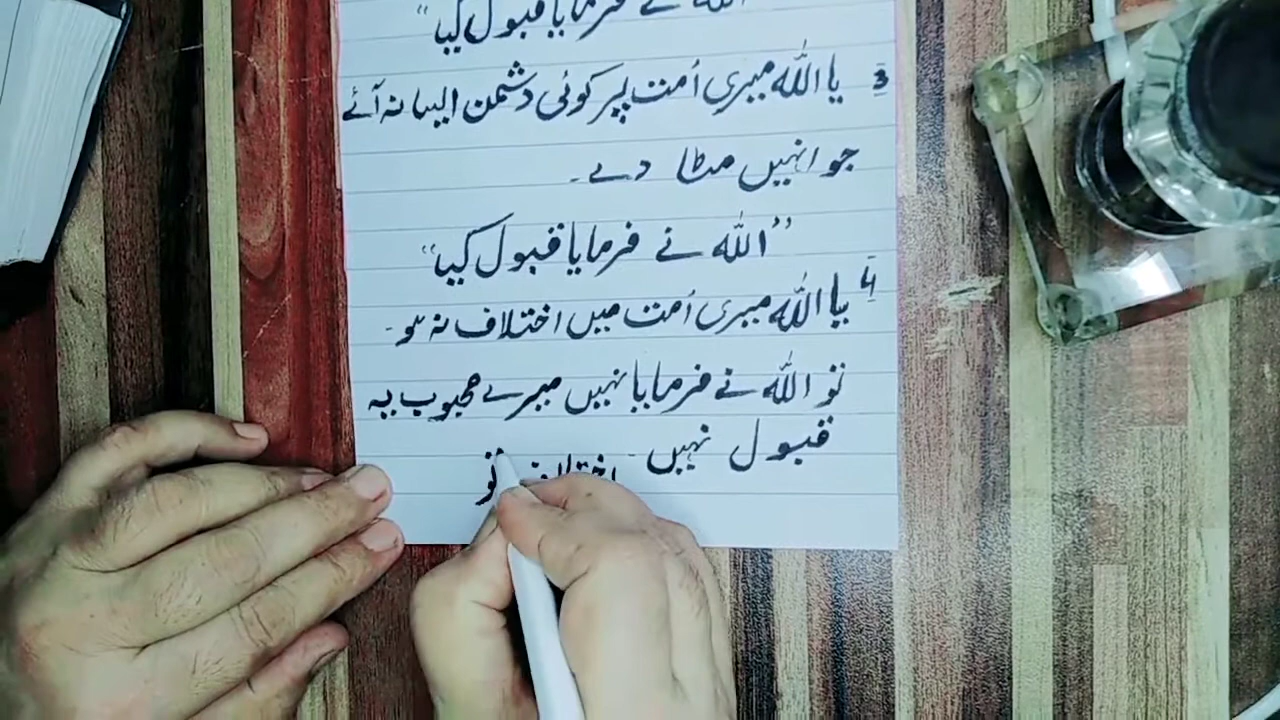 اللہ نے فرمایا قبول کیا“
3 یا اللہ میری اُمت پر کوئی دشمن ایسا نہ آئے
جو انہیں مٹا دے۔
”اللہ نے فرمایا قبول کیا“
4 یا اللہ میری اُمت میں اختلاف نہ ہو۔
تو اللہ نے فرمایا نہیں میرے محبوب یہ
قبول نہیں۔ اختلاف تو